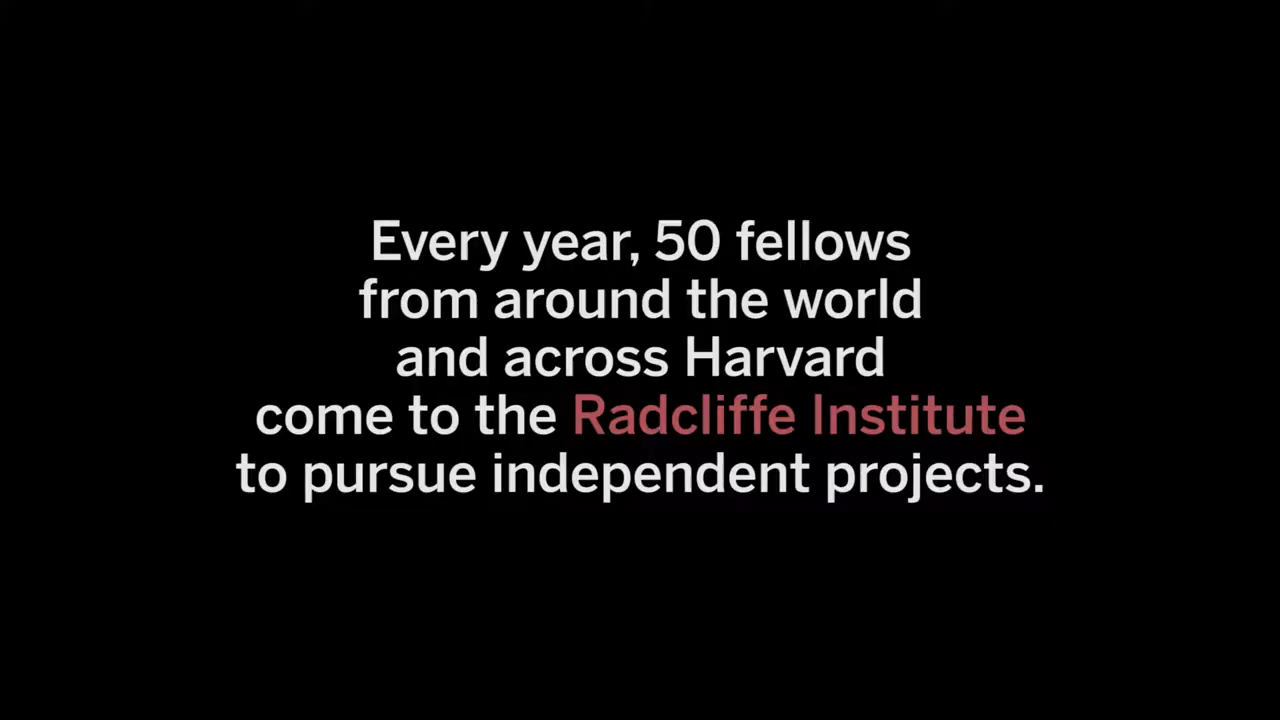 Every year, 50 fellows
from around the world
and across Harvard
come to the Radcliffe Institute
to pursue independent projects.